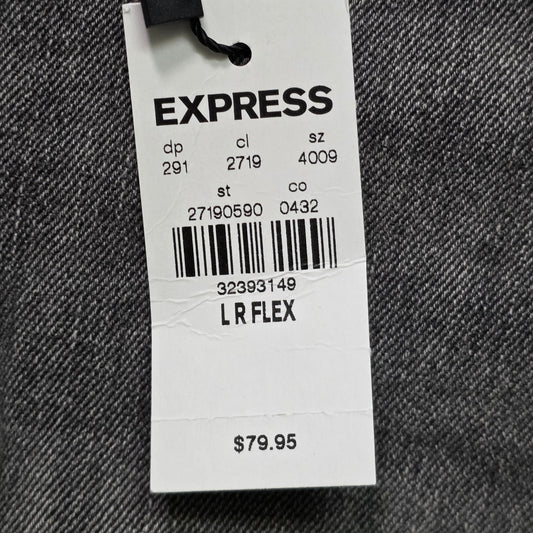 EXPRESS
dp cl sz
291 2719 4009
st co
27190590 0432
32393149
L R FLEX
$79.95